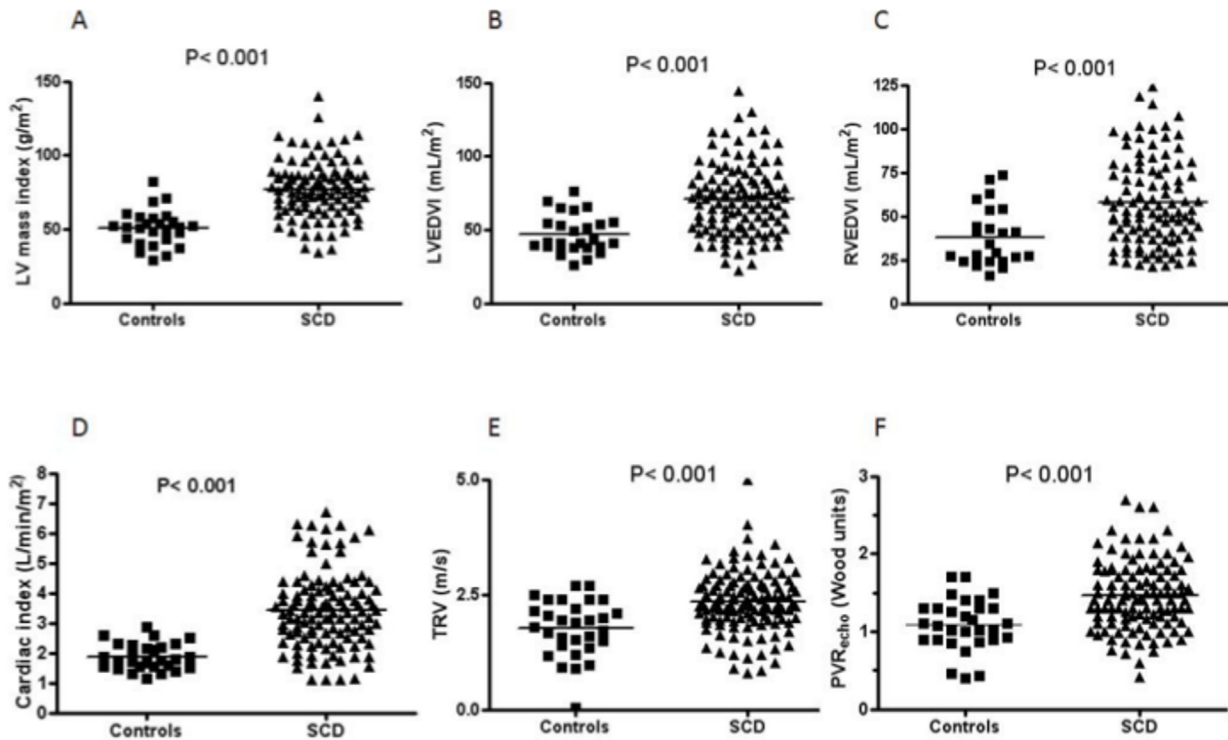 A
P< 0.001
LV mass index (g/m²)
150
100
50
0
Controls
SCD
B
P< 0.001
LVEDVI (mL/m²)
150
100
50
0
Controls
SCD
C
P< 0.001
RVEDVI (mL/m²)
125
100
75
50
25
0
Controls
SCD
D
P< 0.001
Cardiac index (L/min/m²)
8
7
6
5
4
3
2
1
0
Controls
SCD
E
P< 0.001
TRV (m/s)
5.0
2.5
0.0
Controls
SCD
F
P< 0.001
PVRecho (Wood units)
3
2
1
0
Controls
SCD